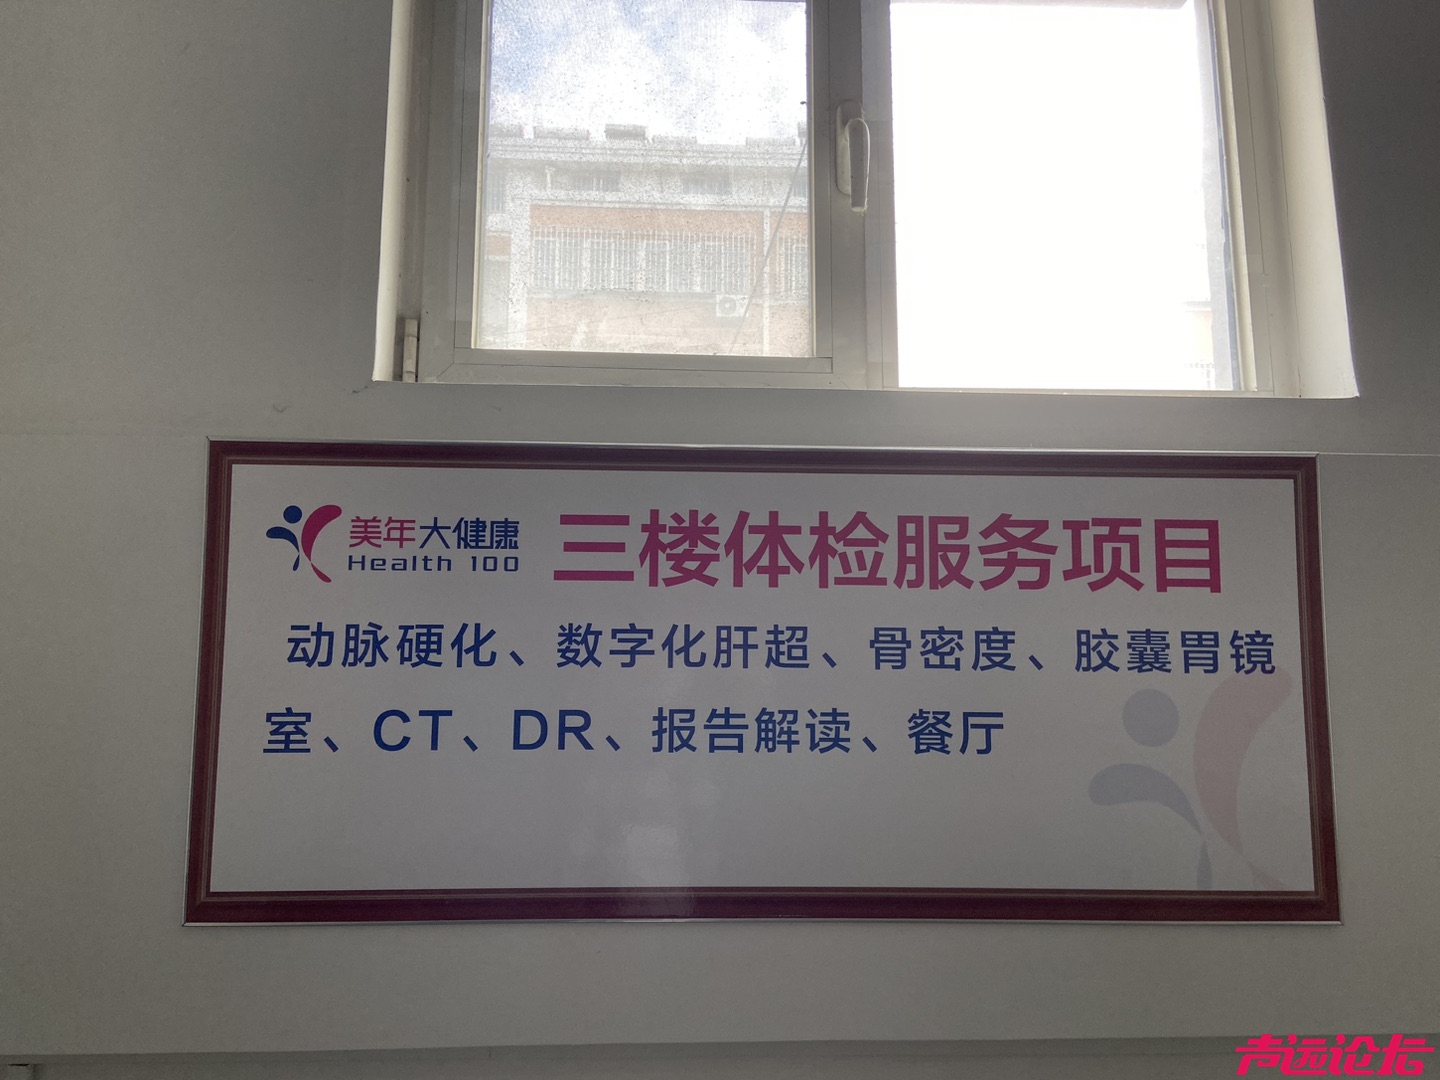 美年大健康
Health 100
三楼体检服务项目
动脉硬化、数字化肝超、骨密度、胶囊胃镜
室、CT、DR、报告解读、餐厅
声远论坛